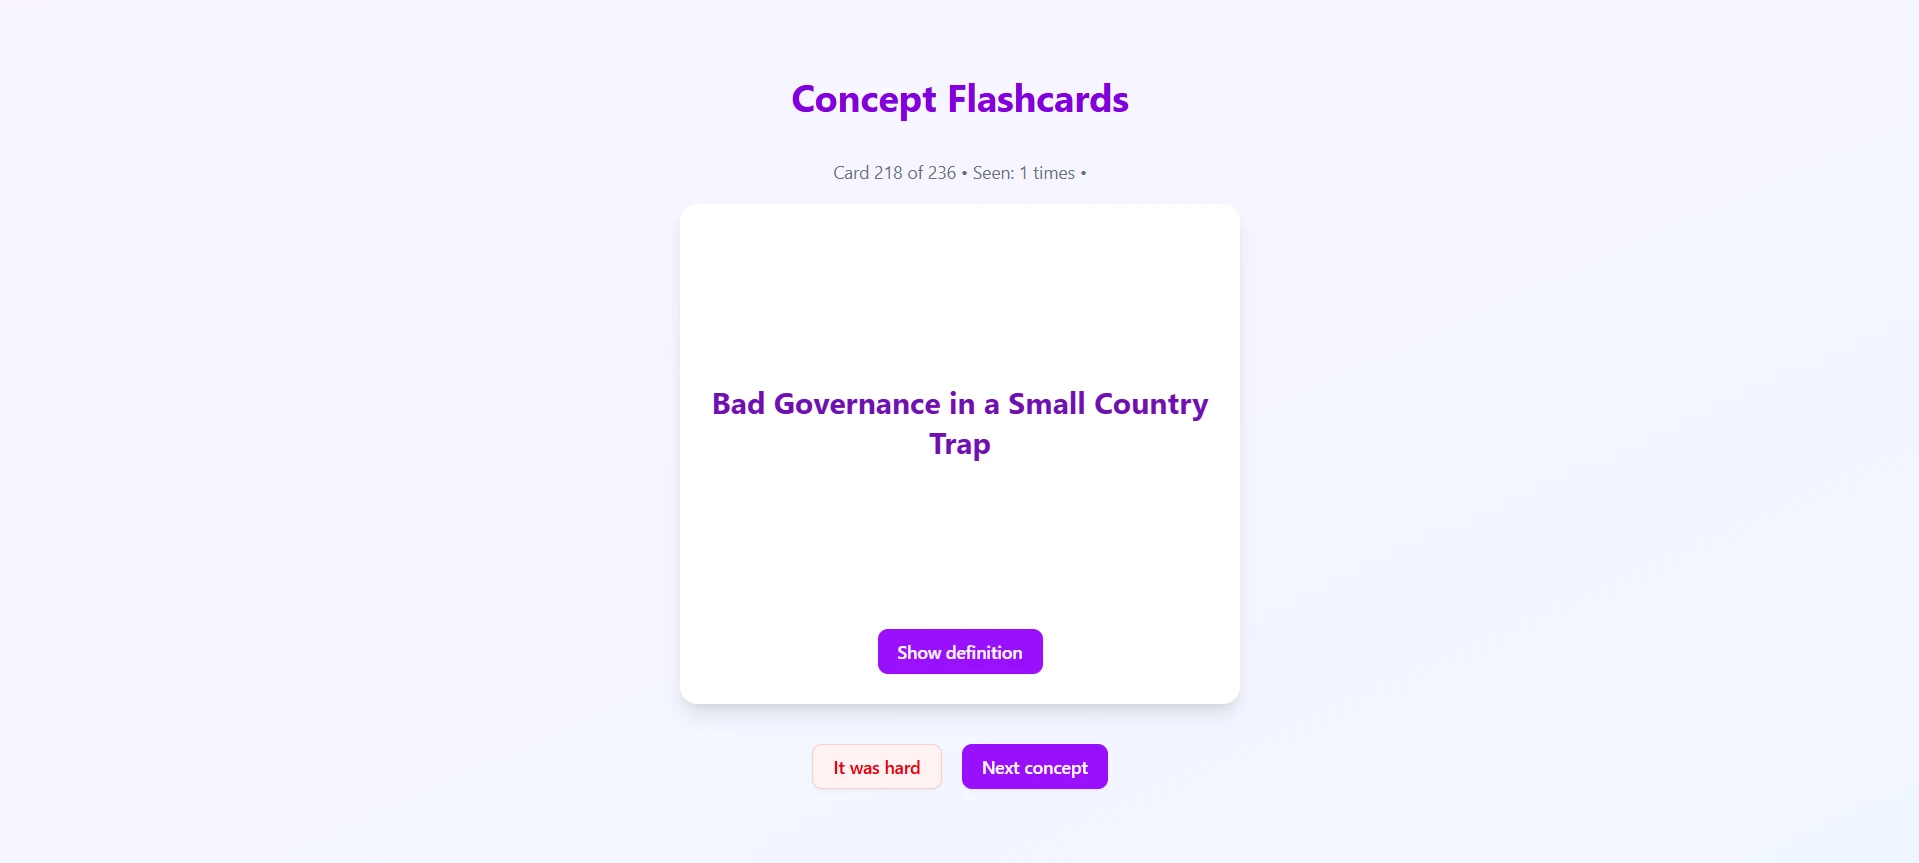 Concept Flashcards
Card 218 of 236 • Seen: 1 times •
Bad Governance in a Small Country
Trap
Show definition
It was hard
Next concept